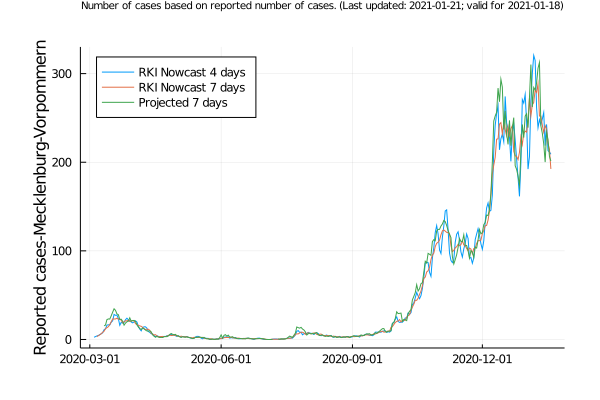 Number of cases based on reported number of cases. (Last updated: 2021-01-21; valid for 2021-01-18)
Reported cases-Mecklenburg-Vorpommern
RKI Nowcast 4 days
RKI Nowcast 7 days
Projected 7 days
300
200
100
0
2020-03-01
2020-06-01
2020-09-01
2020-12-01